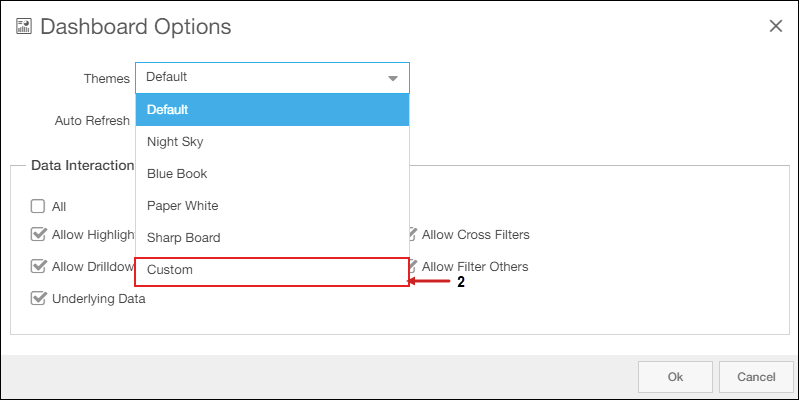 Dashboard Options
Themes Default
Default
Auto Refresh
Night Sky
Data Interaction
Blue Book
Paper White
All
Sharp Board
Allow Highligh
Allow Cross Filters
Allow Drilldow
Custom
Allow Filter Others
2
Underlying Data
Ok Cancel